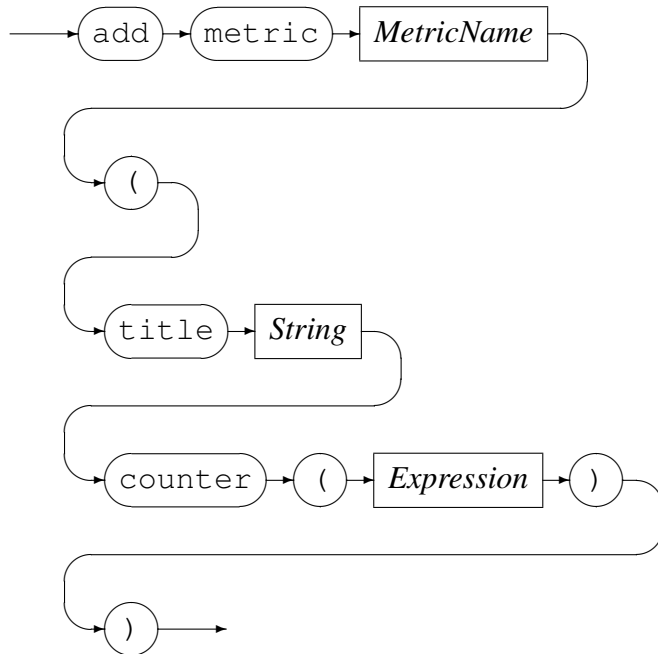 add metric MetricName
(
title String
counter ( Expression )
)